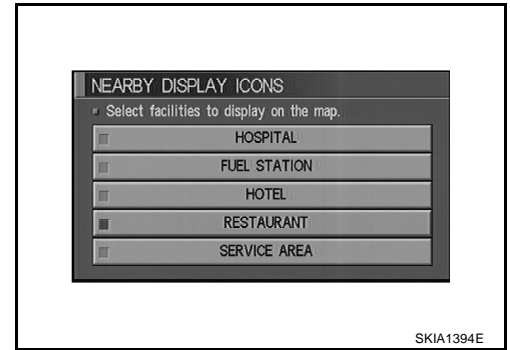 NEARBY DISPLAY ICONS
Select facilities to display on the map.
HOSPITAL
FUEL STATION
HOTEL
RESTAURANT
SERVICE AREA
SKIA1394E